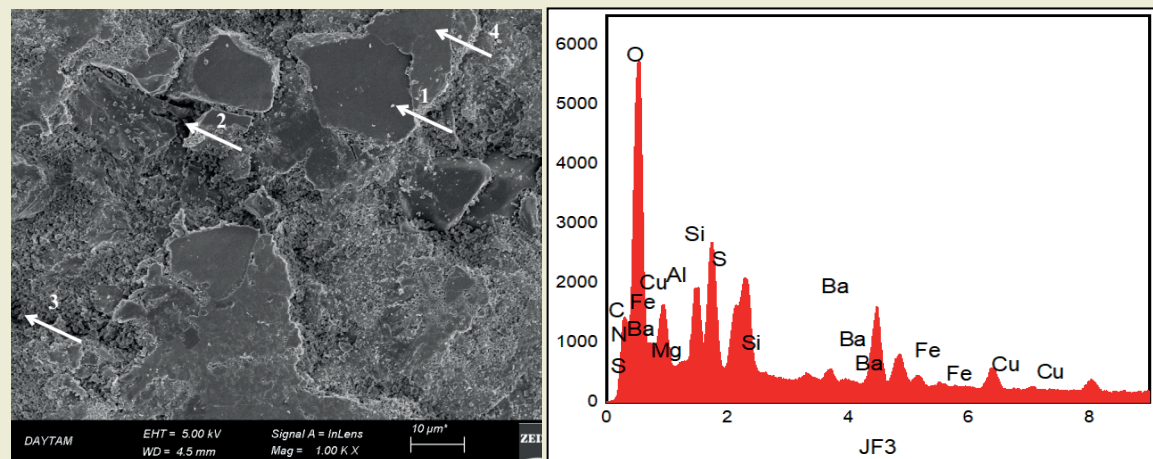 4
1
2
3
DAYTAM
EHT = 5.00 kV
WD = 4.5 mm
Signal A = InLens
Mag = 1.00 K X
10 µm*
ZEI
6000
5000
4000
3000
2000
1000
0
O
Si
S
Cu Al
C Fe
N Ba
S Mg
Si
Ba
Ba
Ba
Fe
Fe
Cu
Cu
0 2 4 6 8
JF3